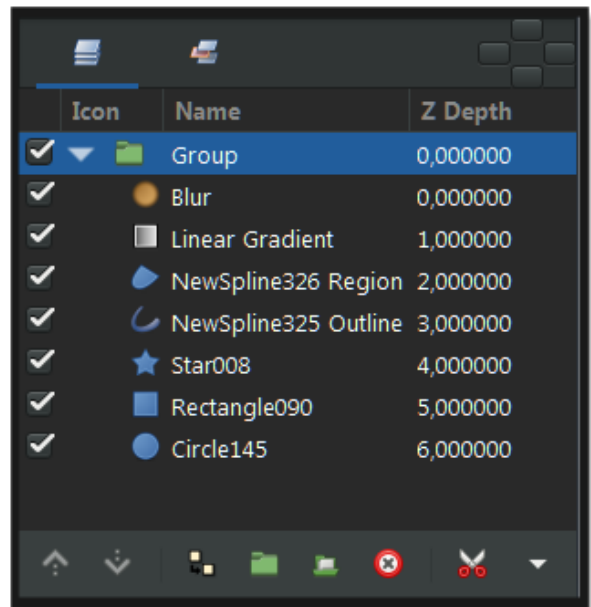 Icon Name Z Depth
Group 0,000000
Blur 0,000000
Linear Gradient 1,000000
NewSpline326 Region 2,000000
NewSpline325 Outline 3,000000
Star008 4,000000
Rectangle090 5,000000
Circle145 6,000000